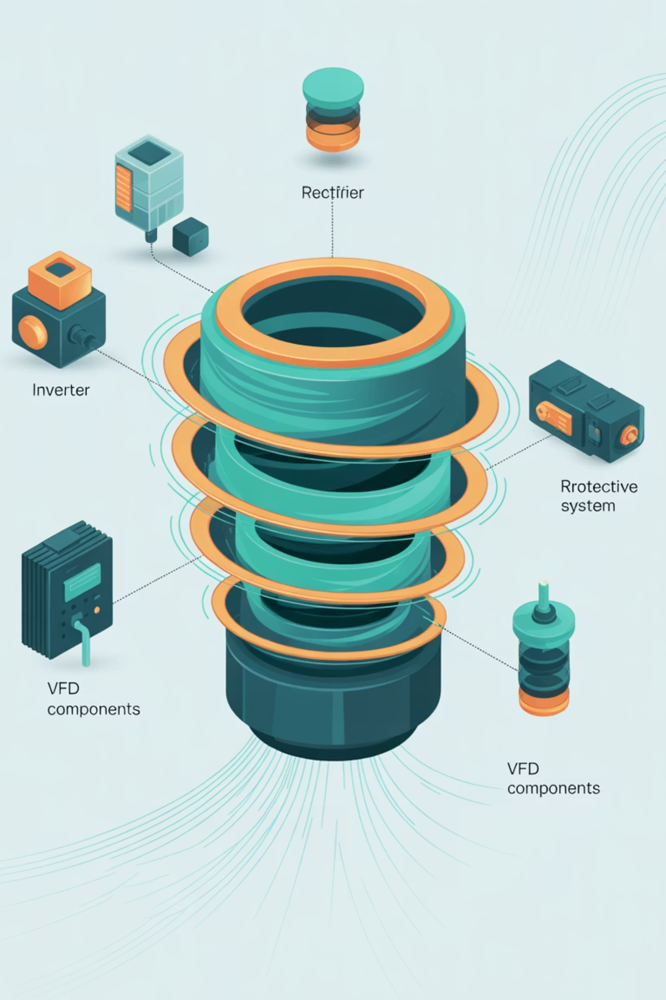 Rectifier
Inverter
Rrotective
system
VFD
components
VFD
components